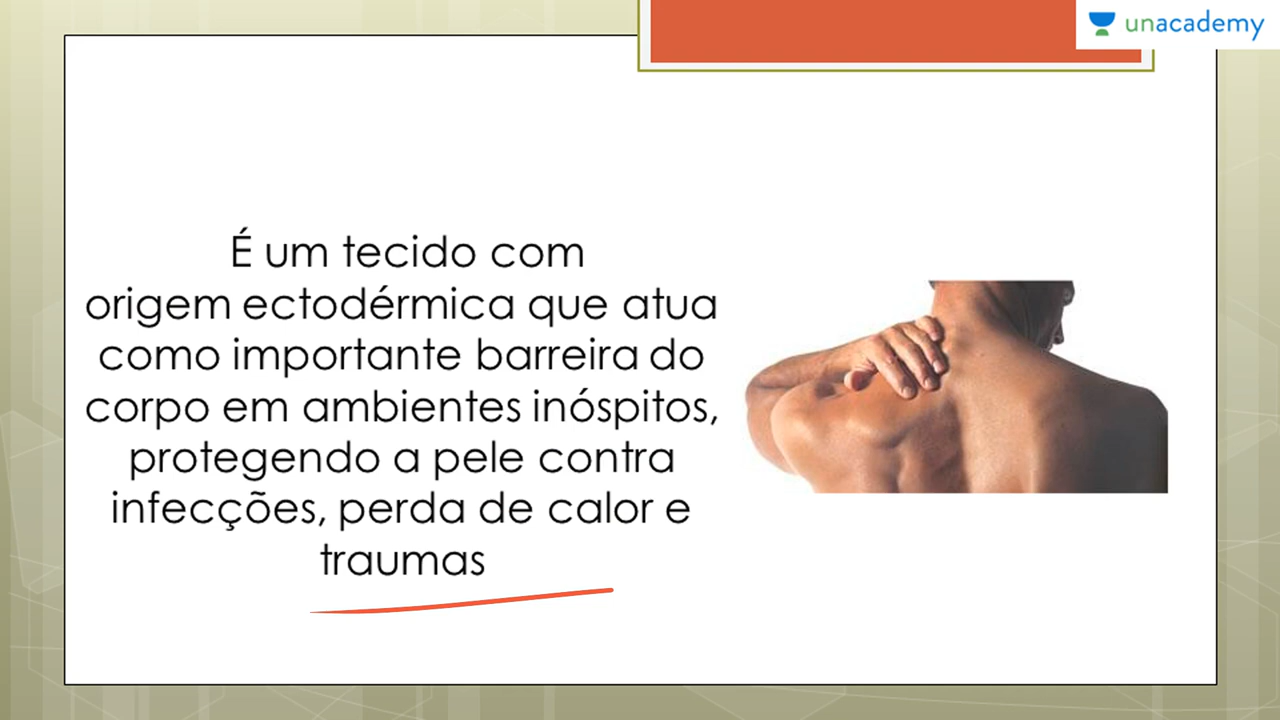 unacademy
É um tecido com
origem ectodérmica que atua
como importante barreira do
corpo em ambientes inóspitos,
protegendo a pele contra
infecções, perda de calor e
traumas